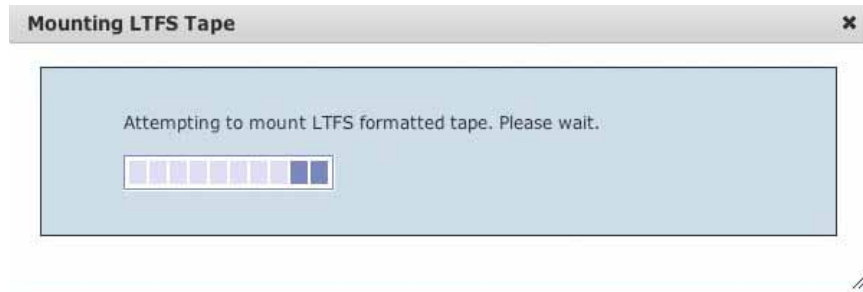 Mounting LTFS Tape
Attempting to mount LTFS formatted tape. Please wait.